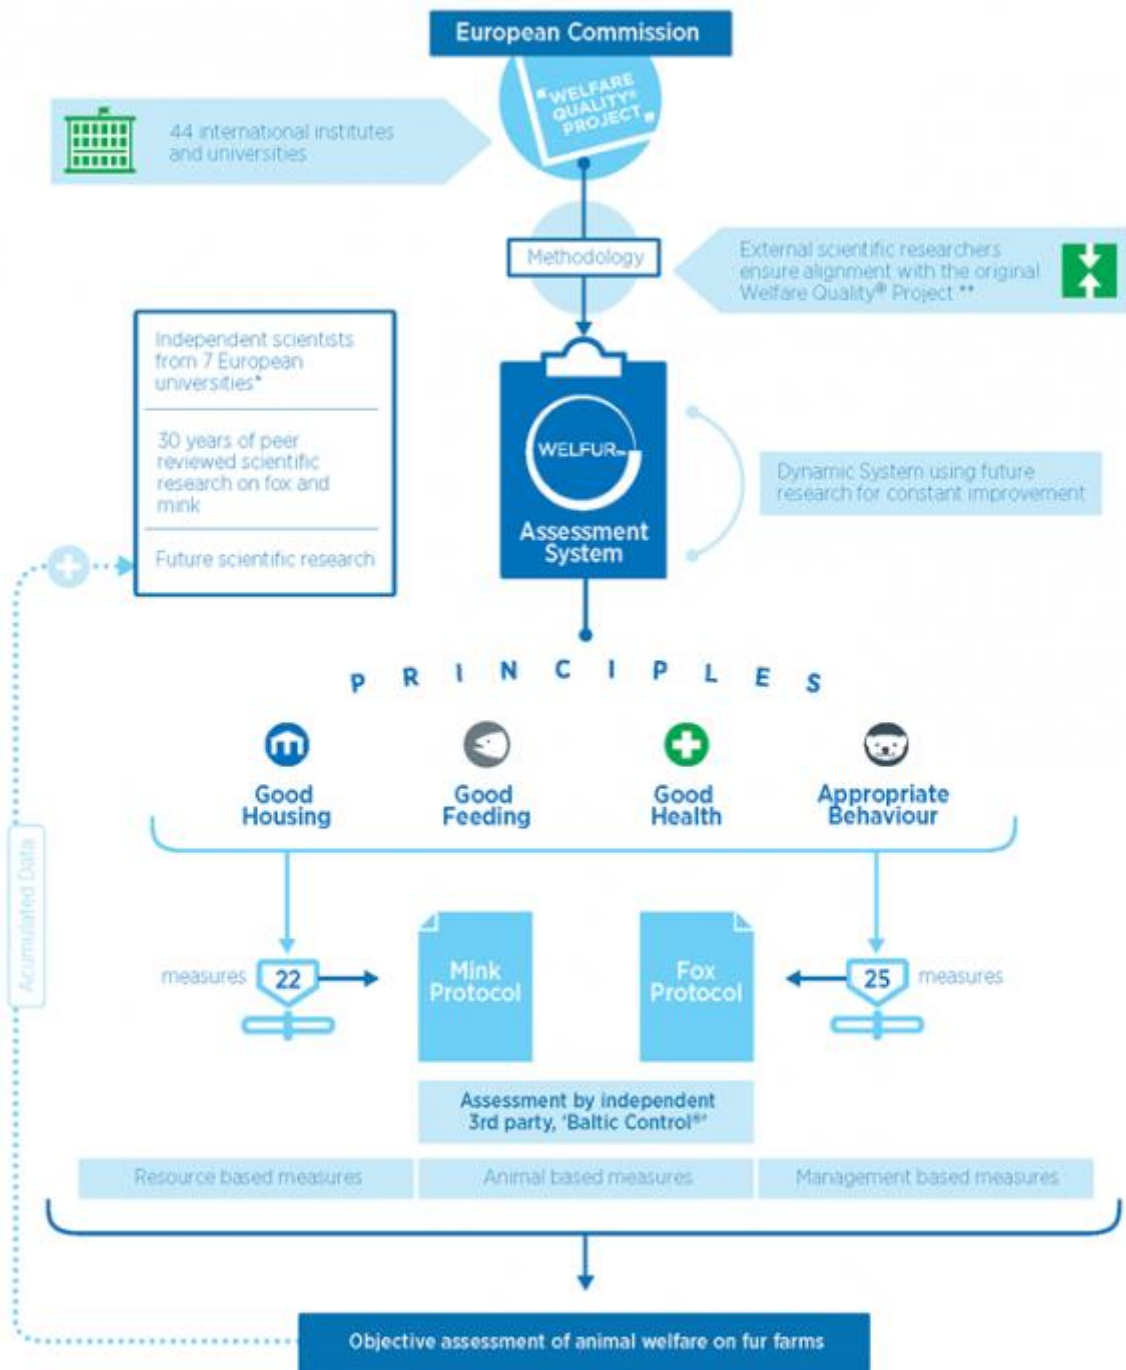 European Commission
"WELFARE
QUALITY®
PROJECT"
44 international institutes
and universities
Methodology
External scientific researchers
ensure alignment with the original
Welfare Quality® Project **
Independent scientists
from 7 European
universities*
30 years of peer
reviewed scientific
research on fox and
mink
Future scientific research
WELFUR™
Assessment
System
Dynamic System using future
research for constant improvement
PRINCIPLES
Good
Housing
Good
Feeding
Good
Health
Appropriate
Behaviour
Acumulated Data
measures 22
Mink
Protocol
Fox
Protocol
25 measures
Assessment by independent
3rd party, 'Baltic Control®'
Resource based measures
Animal based measures
Management based measures
Objective assessment of animal welfare on fur farms